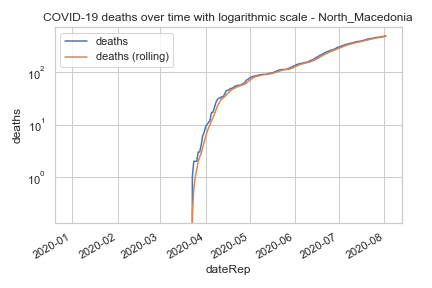 COVID-19 deaths over time with logarithmic scale - North_Macedonia
deaths
deaths (rolling)
10²
10¹
10⁰
deaths
2020-01
2020-02
2020-03
2020-04
2020-05
2020-06
2020-07
2020-08
dateRep